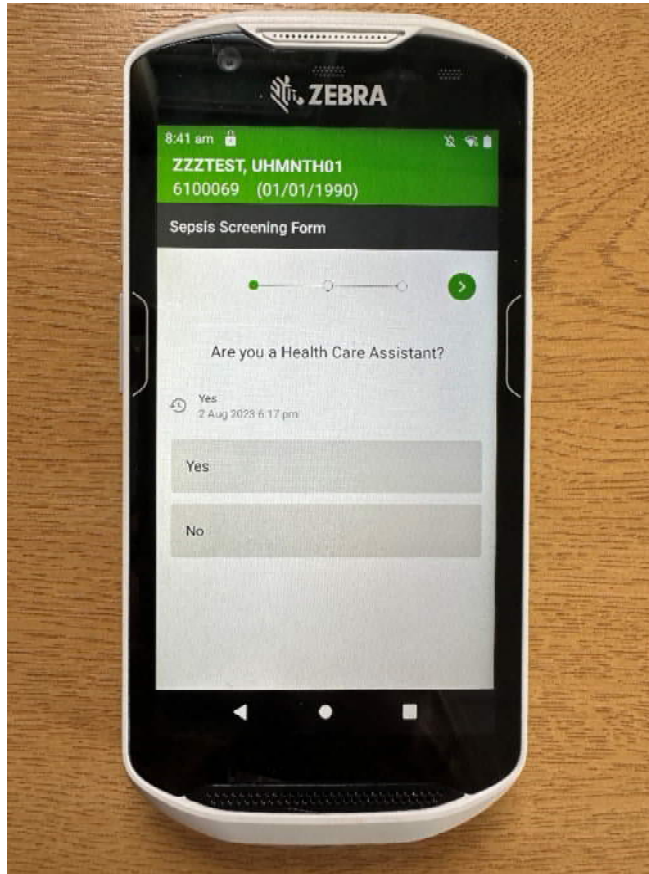 ZEBRA
8:41 am
ZZZTEST, UHMNTH01
6100069 (01/01/1990)
Sepsis Screening Form
Are you a Health Care Assistant?
Yes
2 Aug 2023 6:17 pm
Yes
No